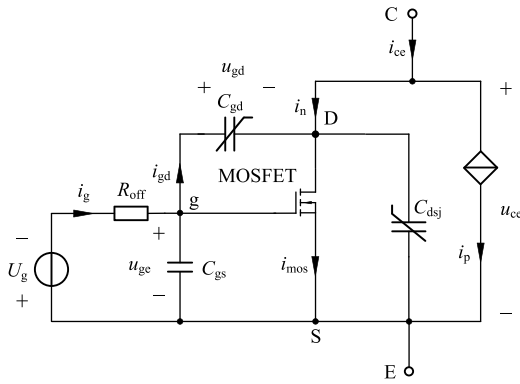 C
i_ce
u_gd
+ −
C_gd
i_n
D
+
i_gd
MOSFET
i_g
R_off
g
C_dsj
−
+
u_ce
U_g
u_ge
C_gs
i_mos
i_p
+
−
−
S
E